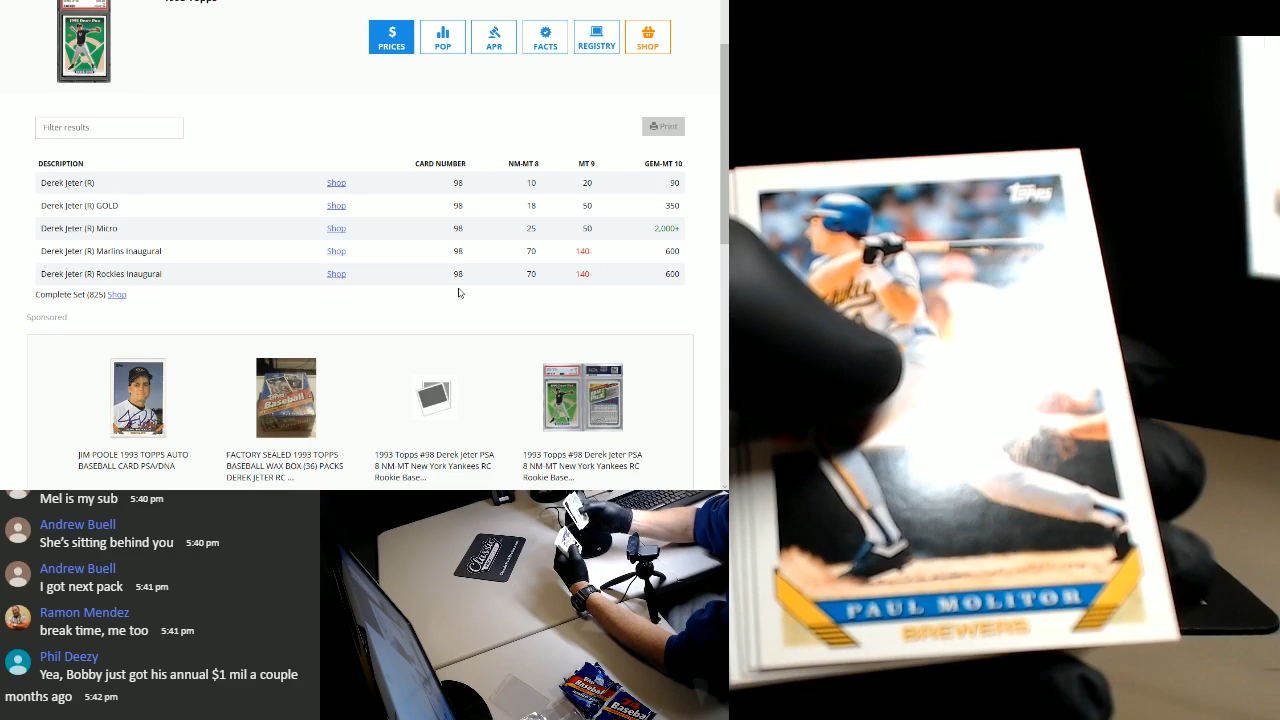 1993 Topps
PRICES
POP
APR
FACTS
REGISTRY
SHOP
Filter results
Print
DESCRIPTION CARD NUMBER NM-MT 8 MT 9 GEM-MT 10
Derek Jeter (R) Shop 98 10 20 90
Derek Jeter (R) GOLD Shop 98 18 50 350
Derek Jeter (R) Micro Shop 98 25 50 2,000+
Derek Jeter (R) Marlins Inaugural Shop 98 70 140- 600
Derek Jeter (R) Rockies Inaugural Shop 98 70 140- 600
Complete Set (825) Shop
Sponsored
JIM POOLE 1993 TOPPS AUTO
BASEBALL CARD PSA/DNA
FACTORY SEALED 1993 TOPPS
BASEBALL WAX BOX (36) PACKS
DEREK JETER RC ...
1993 Topps #98 Derek Jeter PSA
8 NM-MT New York Yankees RC
Rookie Base...
1993 Topps #98 Derek Jeter PSA
8 NM-MT New York Yankees RC
Rookie Base...
Mel is my sub 5:40 pm
Andrew Buell
She's sitting behind you 5:40 pm
Andrew Buell
I got next pack 5:41 pm
Ramon Mendez
break time, me too 5:41 pm
Phil Deezy
Yea, Bobby just got his annual $1 mil a couple
months ago 5:42 pm
Classic
Baseball
Baseball
Topps
PAUL MOLITOR
BREWERS